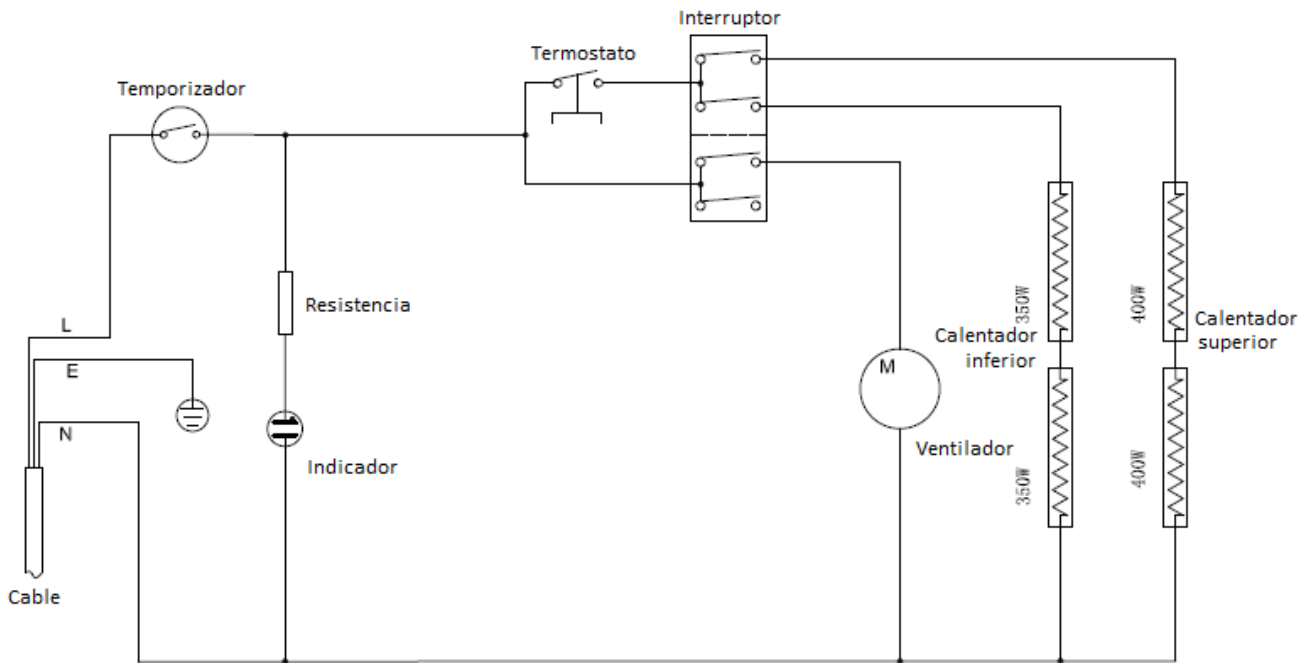 Interruptor
Termostato
Temporizador
L
E
N
Resistencia
Indicador
Cable
M
Ventilador
350W
400W
Calentador
inferior
Calentador
superior
350W
400W